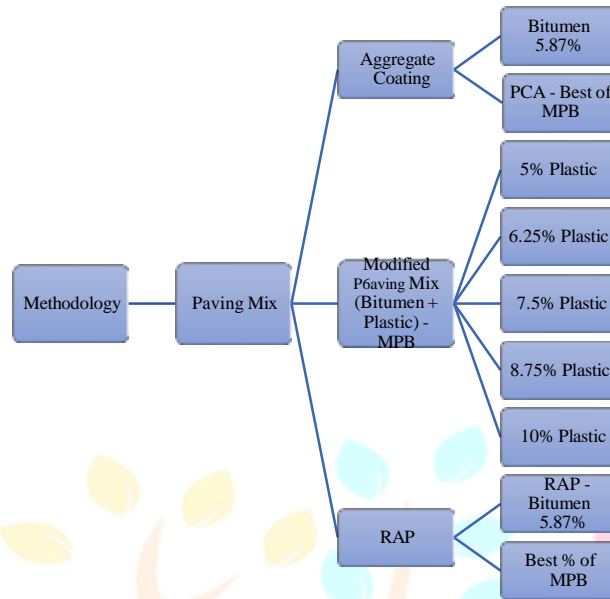 Methodology
Paving Mix
Aggregate
Coating
Bitumen
5.87%
PCA - Best of
MPB
Modified
P6aving Mix
(Bitumen +
Plastic) -
MPB
5% Plastic
6.25% Plastic
7.5% Plastic
8.75% Plastic
10% Plastic
RAP
RAP -
Bitumen
5.87%
Best % of
MPB